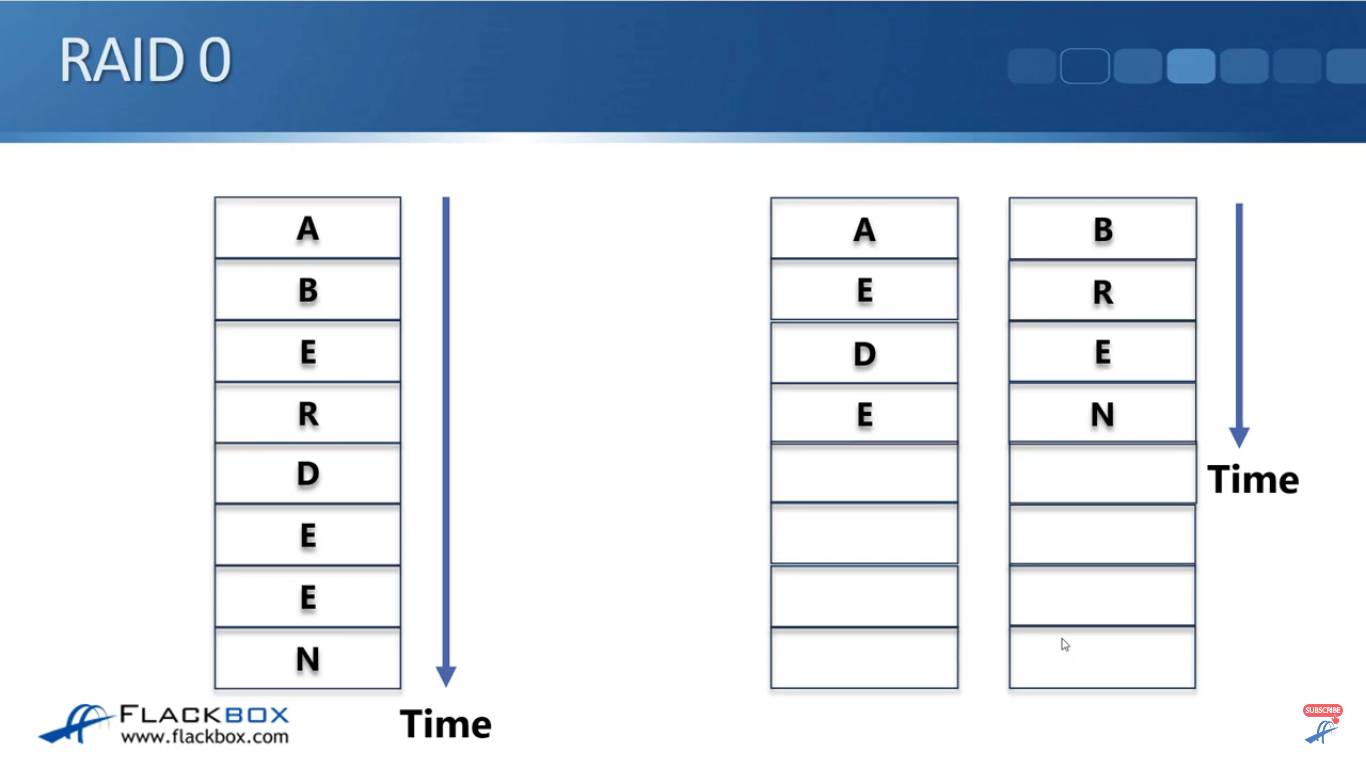 RAID 0
A
B
E
R
D
E
E
N
Time
A B
E R
D E
E N
Time
FLACKBOX
www.flackbox.com
SUBSCRIBE